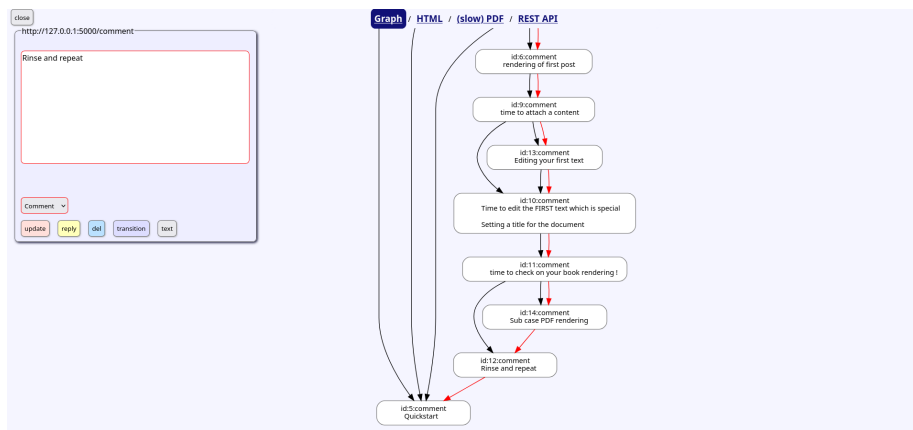 close
Graph / HTML / (slow) PDF / REST API
http://127.0.0.1:5000/comment
Rinse and repeat
Comment
update reply del transition text
id:6:comment
rendering of first post
id:9:comment
time to attach a content
id:13:comment
Editing your first text
id:10:comment
Time to edit the FIRST text which is special
Setting a title for the document
id:11:comment
time to check on your book rendering !
id:14:comment
Sub case PDF rendering
id:12:comment
Rinse and repeat
id:5:comment
Quickstart